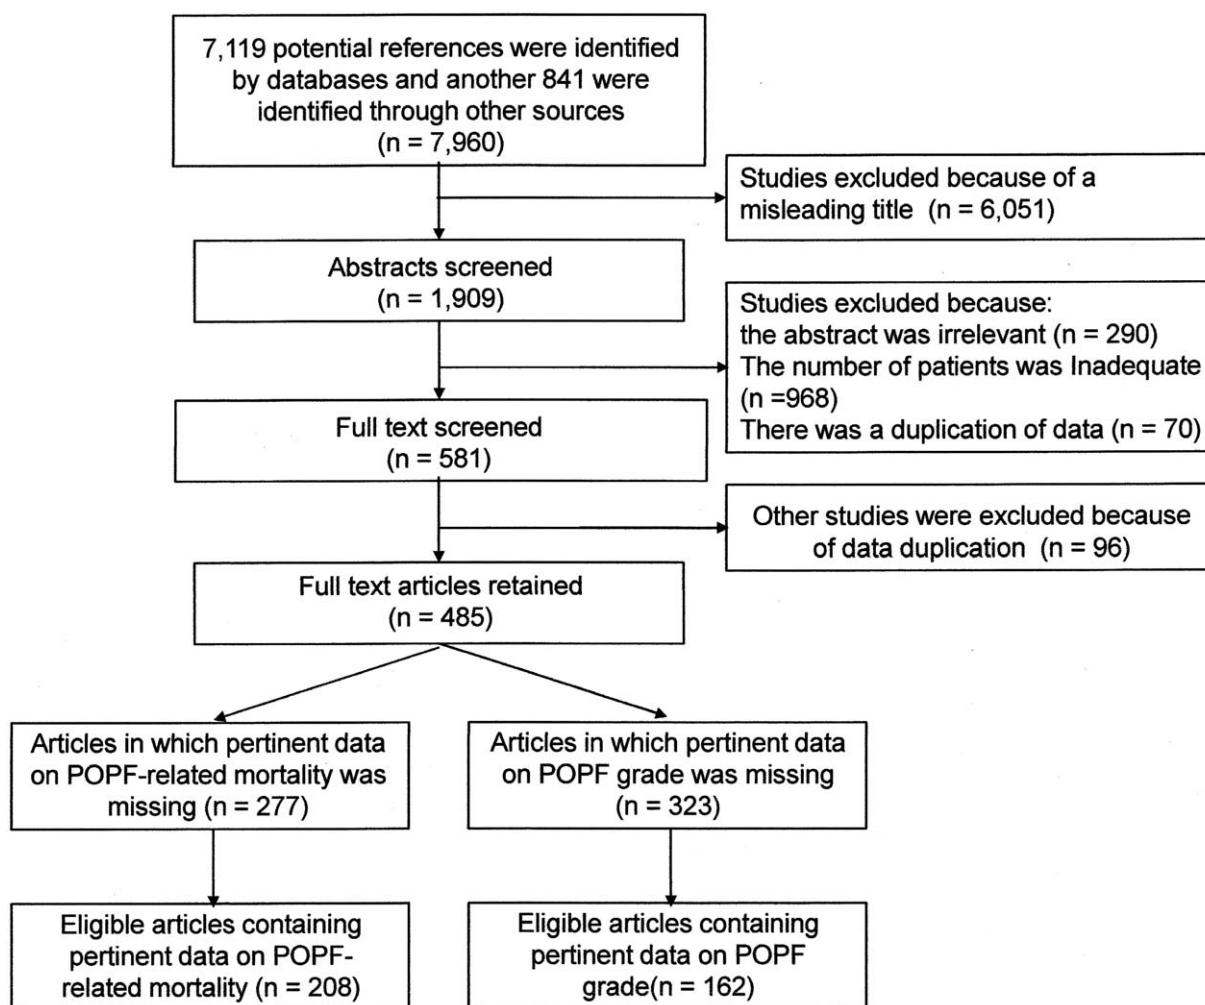 7,119 potential references were identified
by databases and another 841 were
identified through other sources
(n = 7,960)
Studies excluded because of a
misleading title (n = 6,051)
Abstracts screened
(n = 1,909)
Studies excluded because:
the abstract was irrelevant (n = 290)
The number of patients was Inadequate
(n =968)
There was a duplication of data (n = 70)
Full text screened
(n = 581)
Other studies were excluded because
of data duplication (n = 96)
Full text articles retained
(n = 485)
Articles in which pertinent data
on POPF-related mortality was
missing (n = 277)
Articles in which pertinent data
on POPF grade was missing
(n = 323)
Eligible articles containing
pertinent data on POPF-
related mortality (n = 208)
Eligible articles containing
pertinent data on POPF
grade(n = 162)